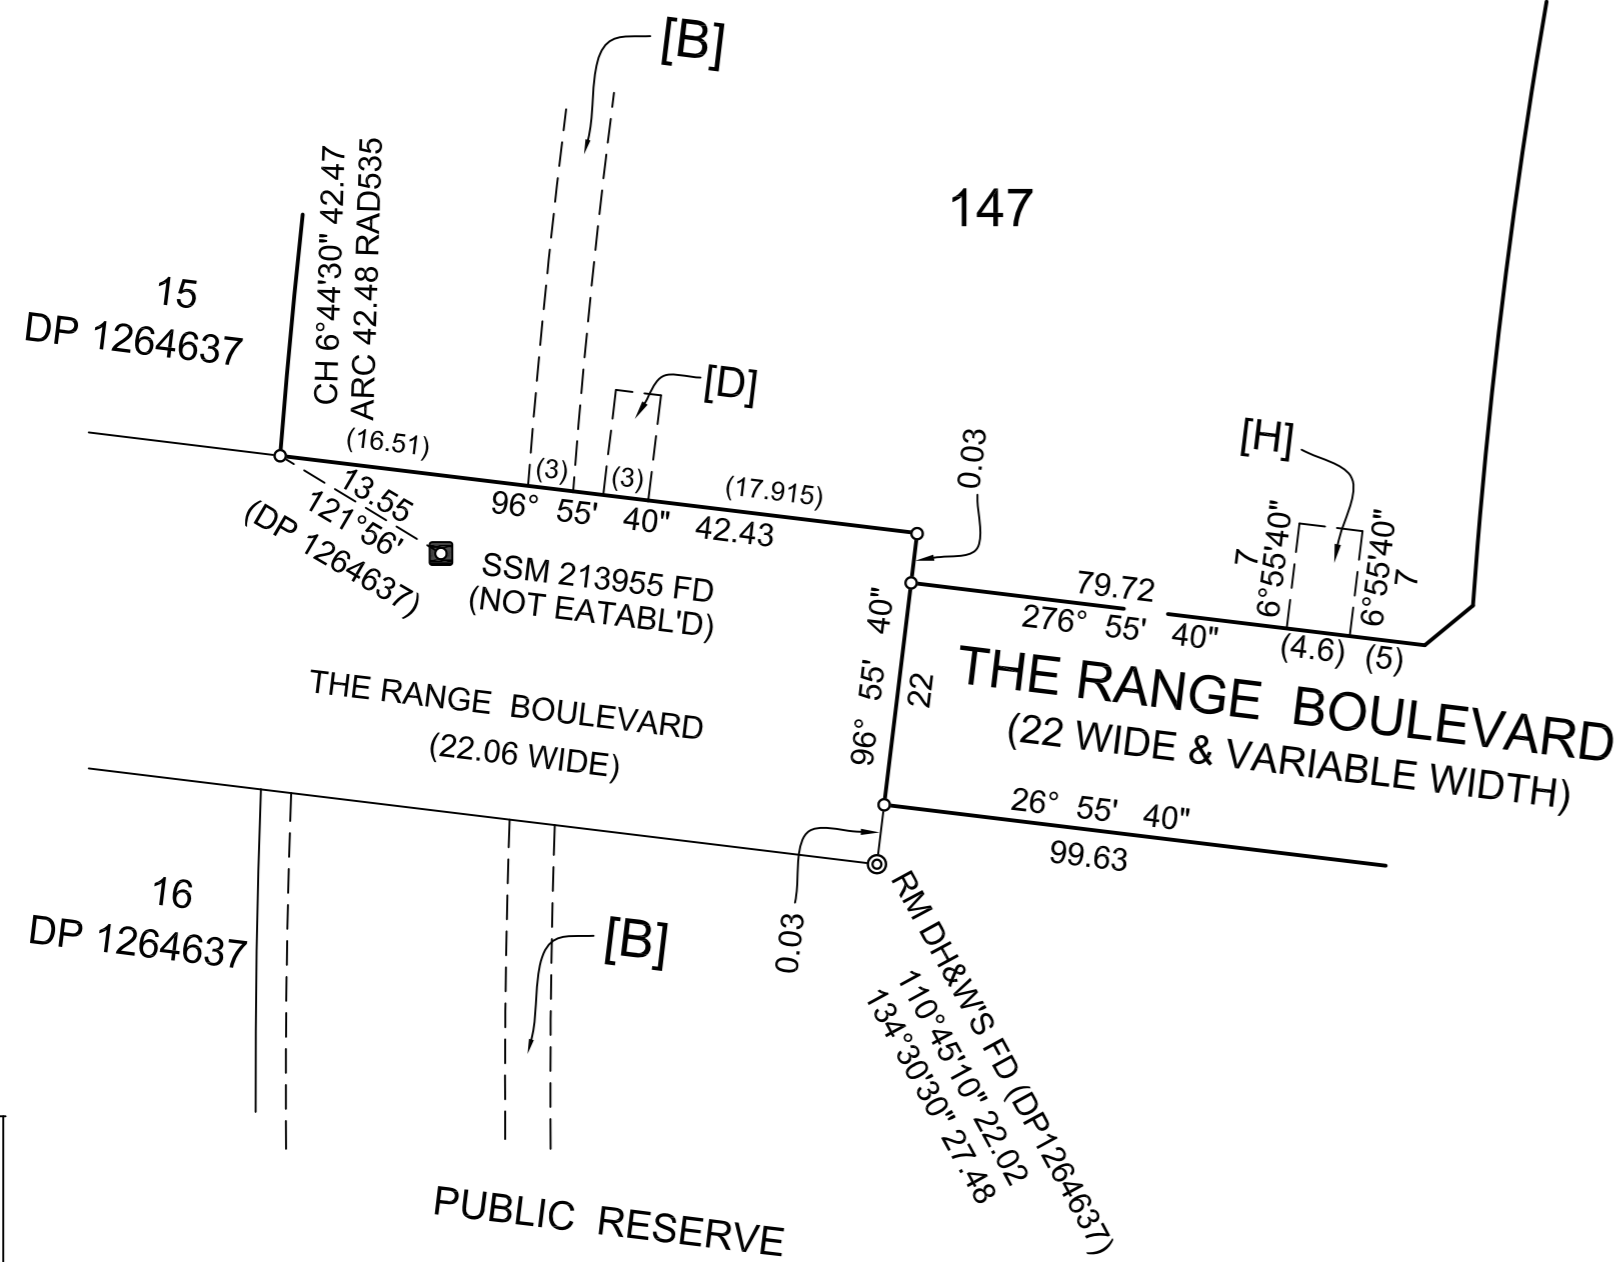 [B]
147
CH 6°44'30" 42.47
ARC 42.48 RAD535
15
DP 1264637
[D]
(16.51)
(3)
(3)
(17.915)
96° 55' 40" 42.43
0.03
[H]
13.55
121°56'
(DP 1264637)
SSM 213955 FD
(NOT EATABL'D)
79.72
276° 55' 40"
7
6°55'40"
6°55'40"
7
(4.6)
(5)
96° 55' 40"
22
THE RANGE BOULEVARD
(22.06 WIDE)
THE RANGE BOULEVARD
(22 WIDE & VARIABLE WIDTH)
26° 55' 40"
99.63
0.03
16
DP 1264637
[B]
RM DH&W'S FD (DP1264637)
110°45'10" 22.02
134°30'30" 27.48
PUBLIC RESERVE